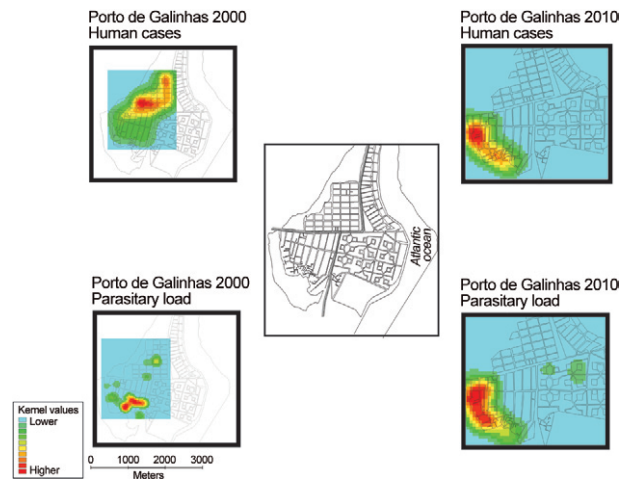 Porto de Galinhas 2000
Human cases
Porto de Galinhas 2010
Human cases
Atlantic
ocean
Porto de Galinhas 2000
Parasitary load
Porto de Galinhas 2010
Parasitary load
Kernel values
Lower
Higher
0 1000 2000 3000
Meters